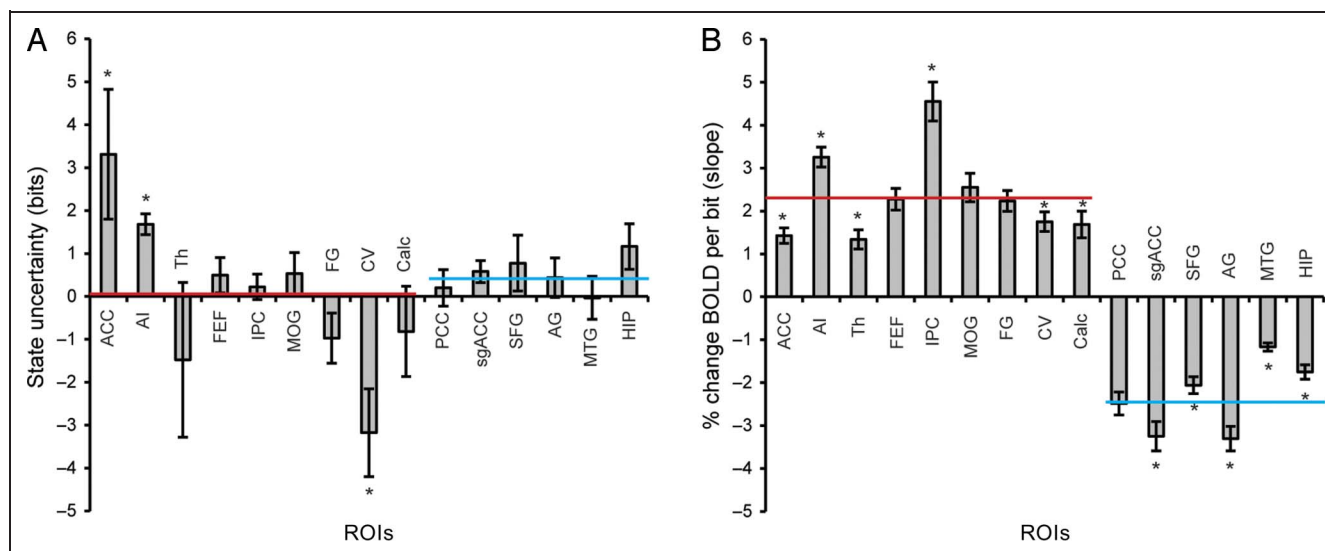 A
State uncertainty (bits)
6
5
4
3
2
1
0
–1
–2
–3
–4
–5
*
*
*
ACC
AI
Th
FEF
IPC
MOG
FG
CV
Calc
PCC
sgACC
SFG
AG
MTG
HIP
ROIs
B
% change BOLD per bit (slope)
6
5
4
3
2
1
0
–1
–2
–3
–4
–5
*
*
*
*
*
*
*
*
*
*
*
ACC
AI
Th
FEF
IPC
MOG
FG
CV
Calc
PCC
sgACC
SFG
AG
MTG
HIP
ROIs